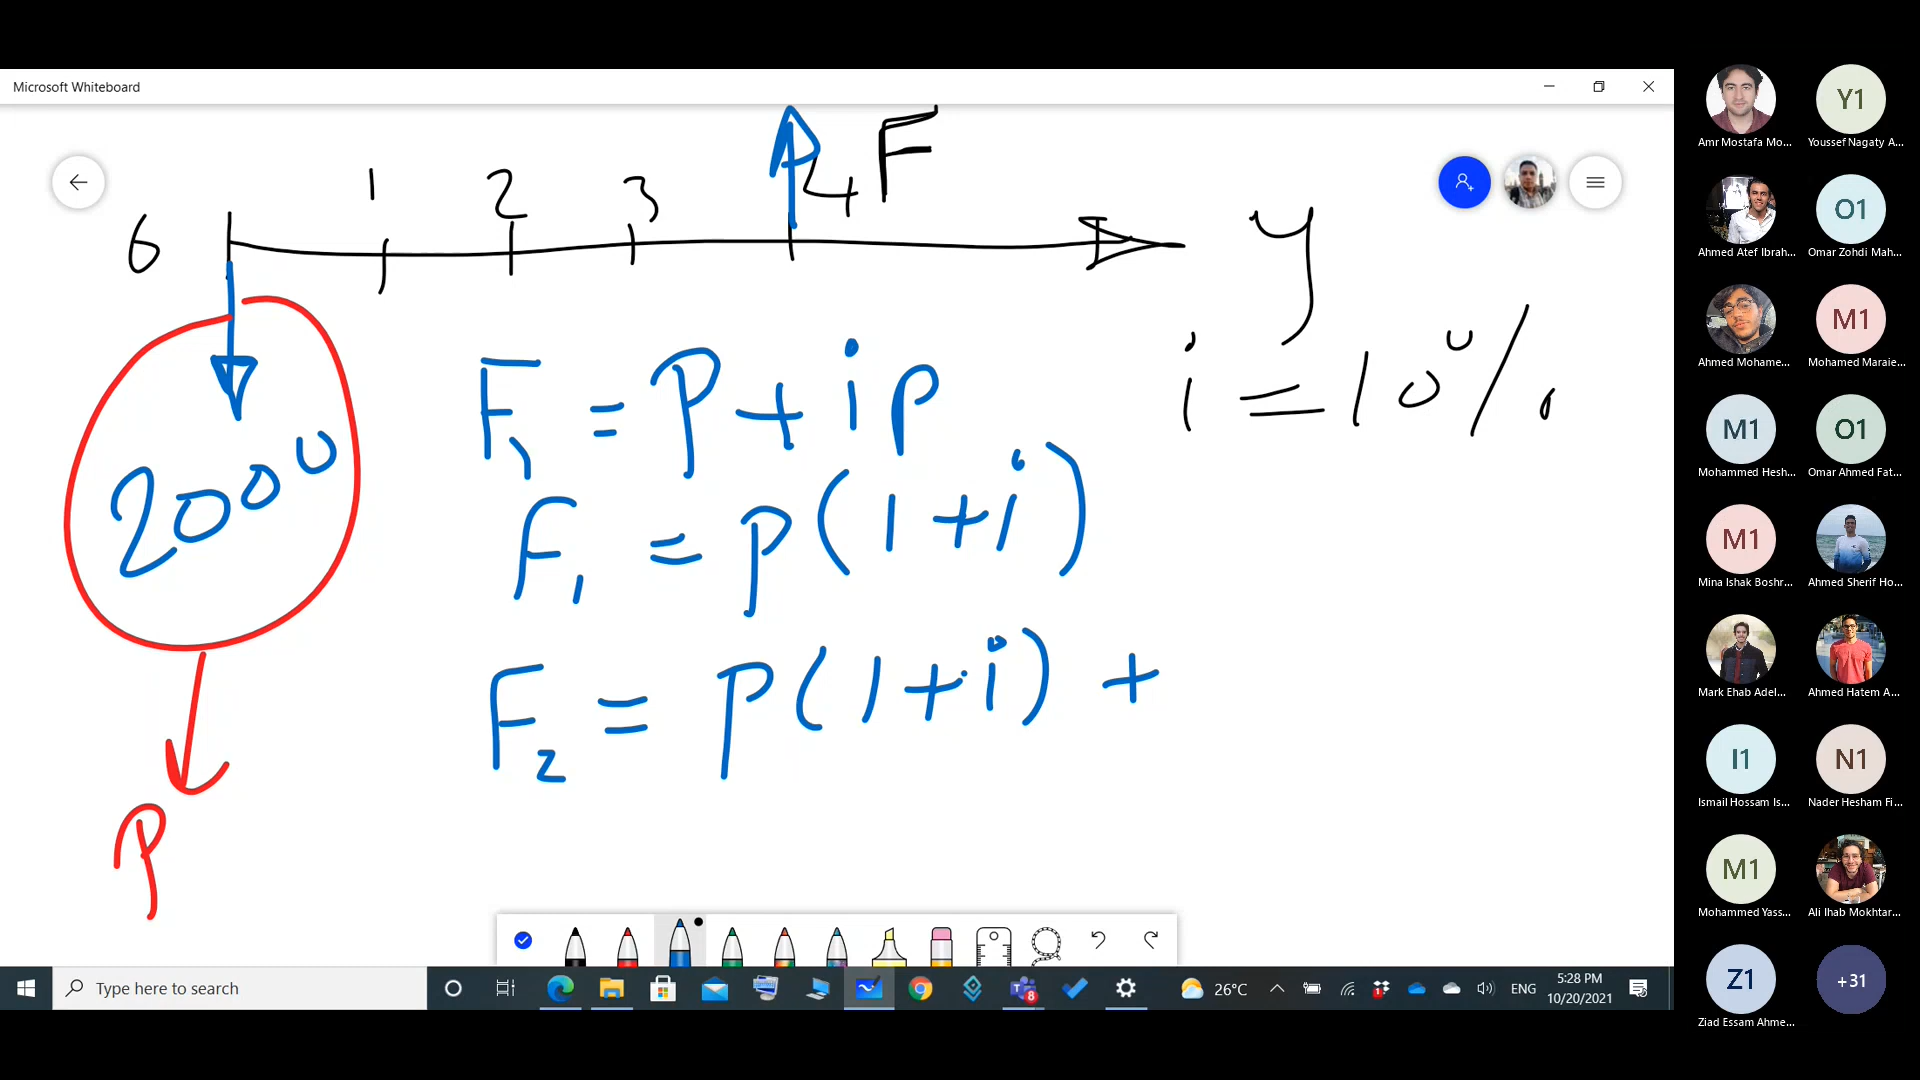 Microsoft Whiteboard
1 2 3 4 F
6
y
i = 10%
2000
P
F1 = P + iP
F1 = P(1+i)
F2 = P(1+i) +
Type here to search
26°C
8
ENG
5:28 PM
10/20/2021
Amr Mostafa Mo...
Y1
Youssef Nagaty A...
Ahmed Atef Ibrah...
O1
Omar Zohdi Mah...
Ahmed Mohame...
M1
Mohamed Maraie...
M1
Mohammed Hesh...
O1
Omar Ahmed Fat...
M1
Mina Ishak Boshr...
Ahmed Sherif Ho...
Mark Ehab Adel...
Ahmed Hatem A...
I1
Ismail Hossam Is...
N1
Nader Hesham Fi...
M1
Mohammed Yass...
Ali Ihab Mokhtar...
Z1
Ziad Essam Ahme...
+31